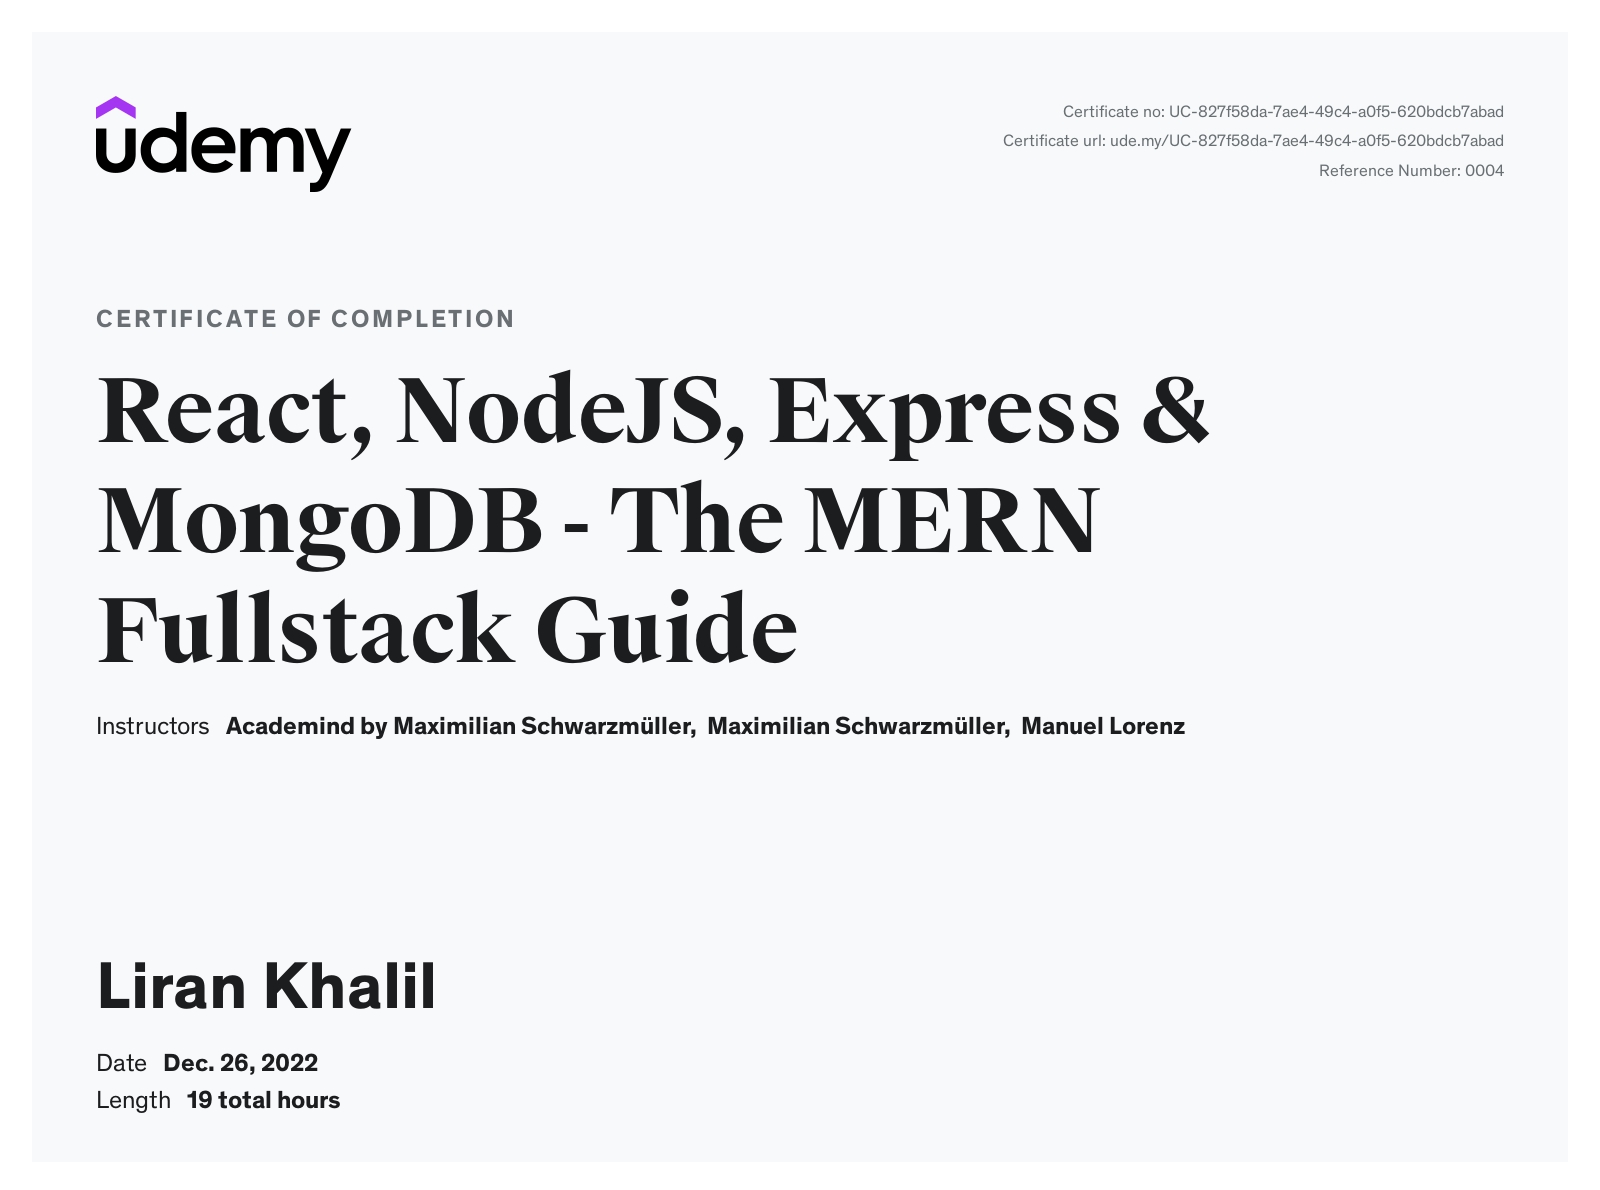 udemy
Certificate no: UC-827f58da-7ae4-49c4-a0f5-620bdcb7abad
Certificate url: ude.my/UC-827f58da-7ae4-49c4-a0f5-620bdcb7abad
Reference Number: 0004
CERTIFICATE OF COMPLETION
React, NodeJS, Express &
MongoDB - The MERN
Fullstack Guide
Instructors Academind by Maximilian Schwarzmüller, Maximilian Schwarzmüller, Manuel Lorenz
Liran Khalil
Date Dec. 26, 2022
Length 19 total hours